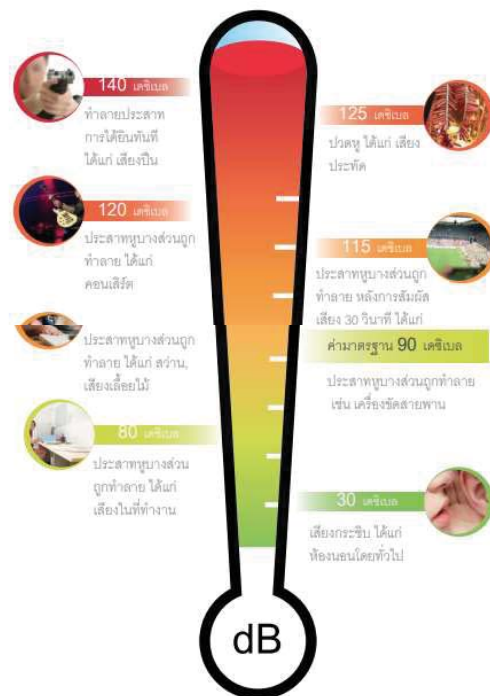 140 เดซิเบล
ทำลายประสาท
การได้ยินทันที
ได้แก่ เสียงปืน
125 เดซิเบล
ปวดหู ได้แก่ เสียง
ประทัด
120 เดซิเบล
ประสาทหูบางส่วนถูก
ทำลาย ได้แก่
คอนเสิร์ต
115 เดซิเบล
ประสาทหูบางส่วนถูก
ทำลาย หลังการสัมผัส
เสียง 30 วินาที ได้แก่
ประสาทหูบางส่วนถูก
ทำลาย ได้แก่ สว่าน,
เสียงเลื่อยไม้
ค่ามาตรฐาน 90 เดซิเบล
ประสาทหูบางส่วนถูกทำลาย
เช่น เครื่องขัดสายพาน
80 เดซิเบล
ประสาทหูบางส่วน
ถูกทำลาย ได้แก่
เสียงในที่ทำงาน
30 เดซิเบล
เสียงกระซิบ ได้แก่
ห้องนอนโดยทั่วไป
dB